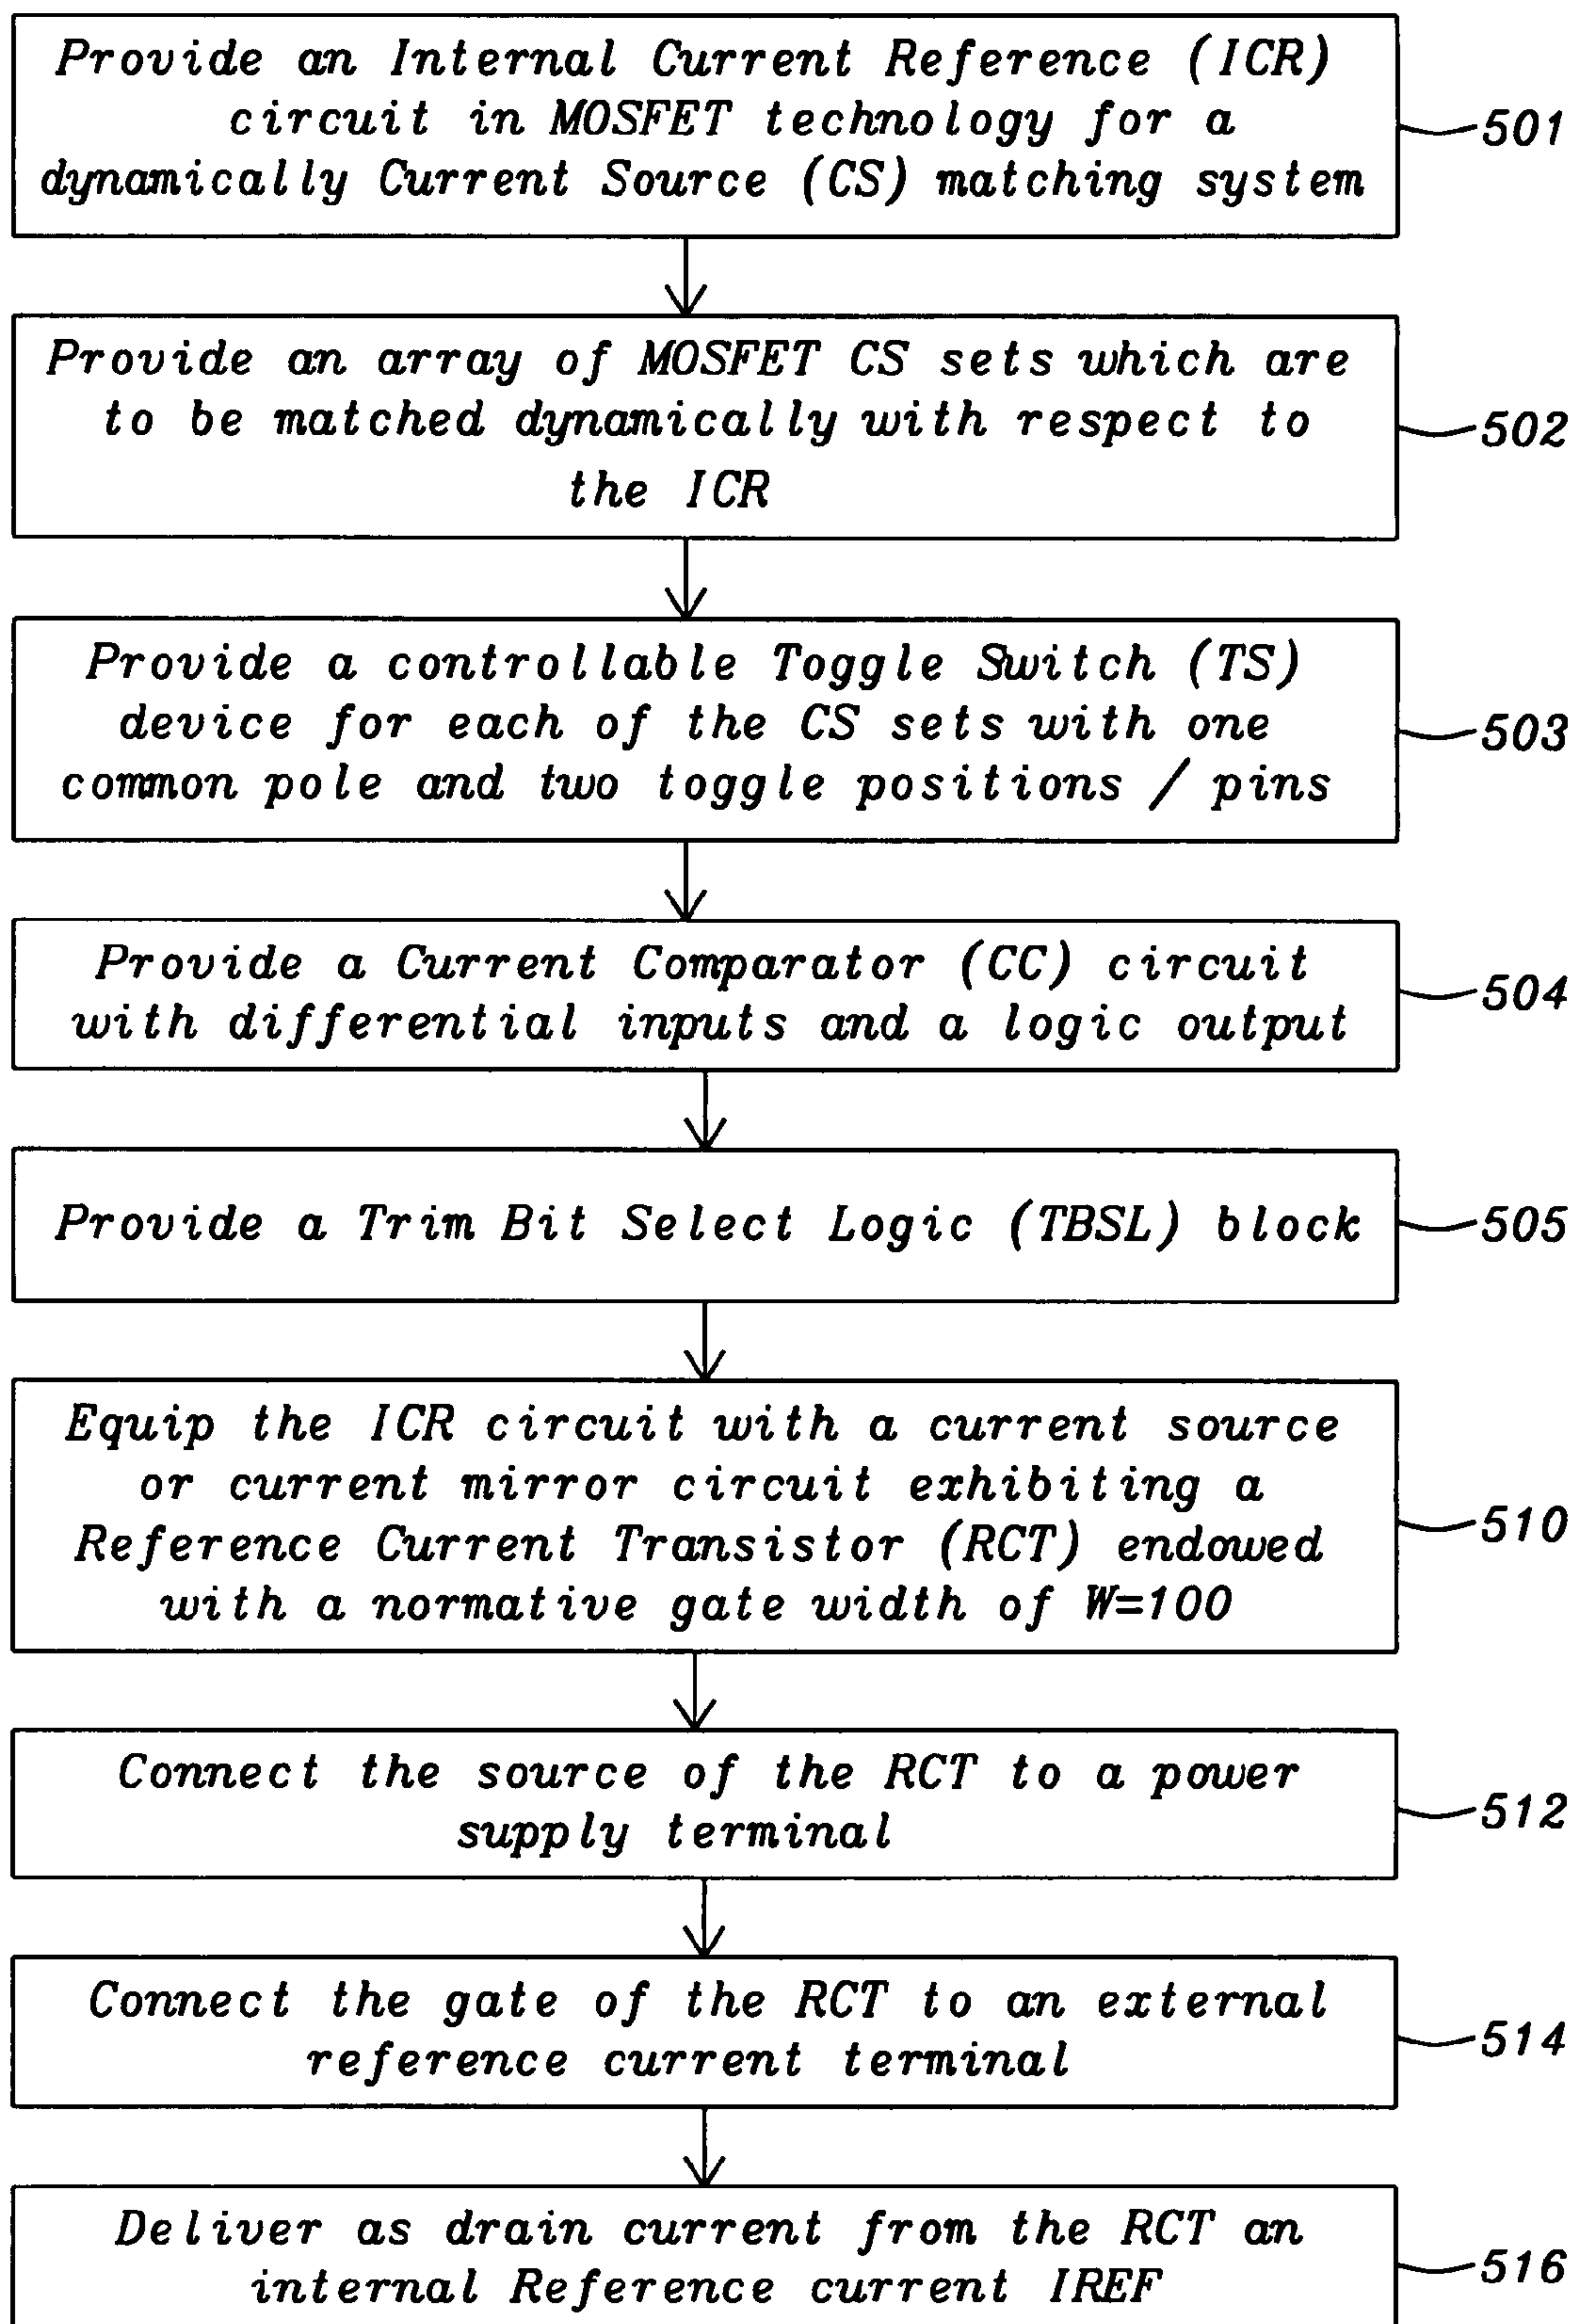 Provide an Internal Current Reference (ICR)
circuit in MOSFET technology for a
dynamically Current Source (CS) matching system
501
Provide an array of MOSFET CS sets which are
to be matched dynamically with respect to
the ICR
502
Provide a controllable Toggle Switch (TS)
device for each of the CS sets with one
common pole and two toggle positions / pins
503
Provide a Current Comparator (CC) circuit
with differential inputs and a logic output
504
Provide a Trim Bit Select Logic (TBSL) block
505
Equip the ICR circuit with a current source
or current mirror circuit exhibiting a
Reference Current Transistor (RCT) endowed
with a normative gate width of W=100
510
Connect the source of the RCT to a power
supply terminal
512
Connect the gate of the RCT to an external
reference current terminal
514
Deliver as drain current from the RCT an
internal Reference current IREF
516